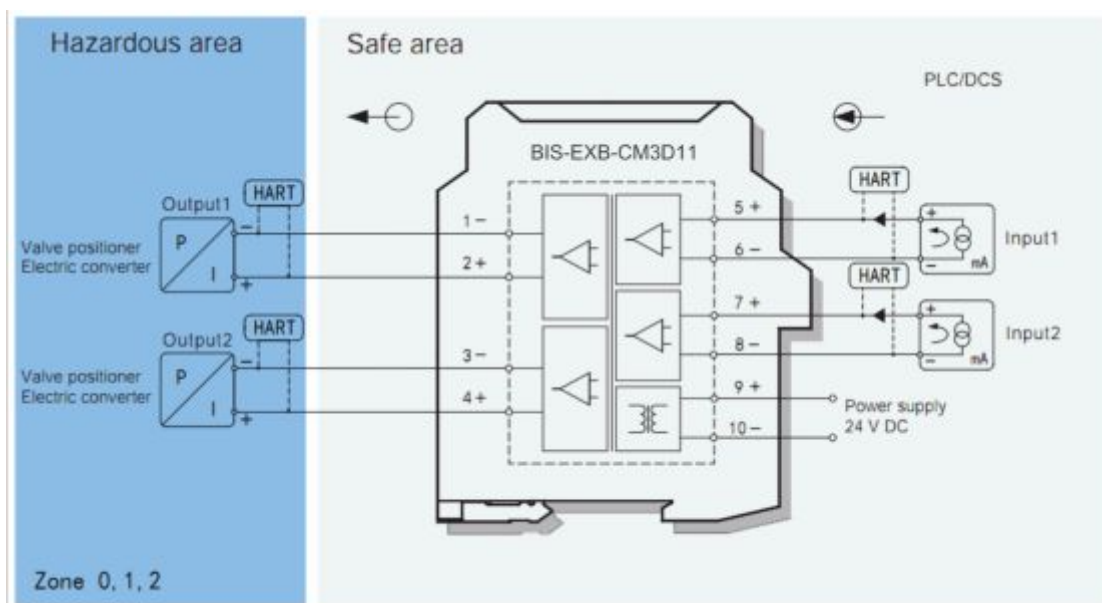 Hazardous area
Safe area
PLC/DCS
BIS-EXB-CM3D11
HART
Output1
P
I
−
+
Valve positioner
Electric converter
1 −
2 +
HART
Output2
P
I
−
+
Valve positioner
Electric converter
3 −
4 +
HART
5 +
6 −
+
−
mA
Input1
HART
7 +
8 −
+
−
mA
Input2
9 +
10 −
Power supply
24 V DC
Zone 0, 1, 2